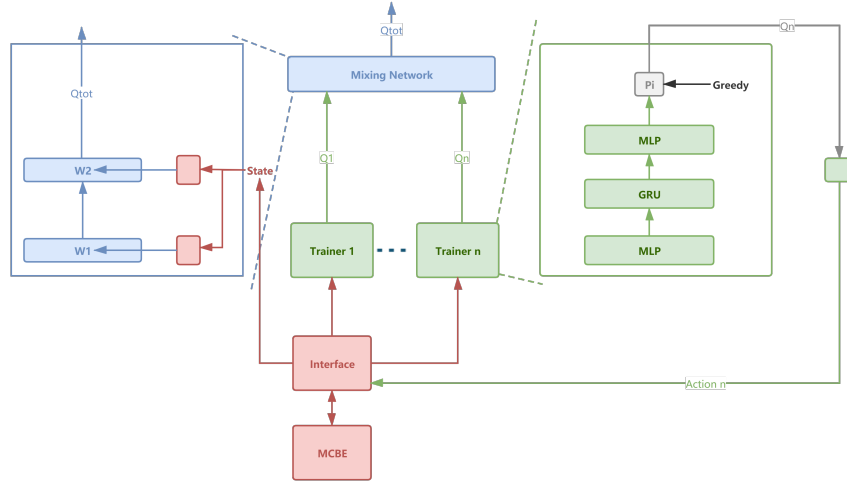 Qtot
Qn
Mixing Network
Pi
Greedy
Qtot
MLP
Q1
Qn
W2
State
GRU
W1
Trainer 1
Trainer n
MLP
Interface
Action n
MCBE